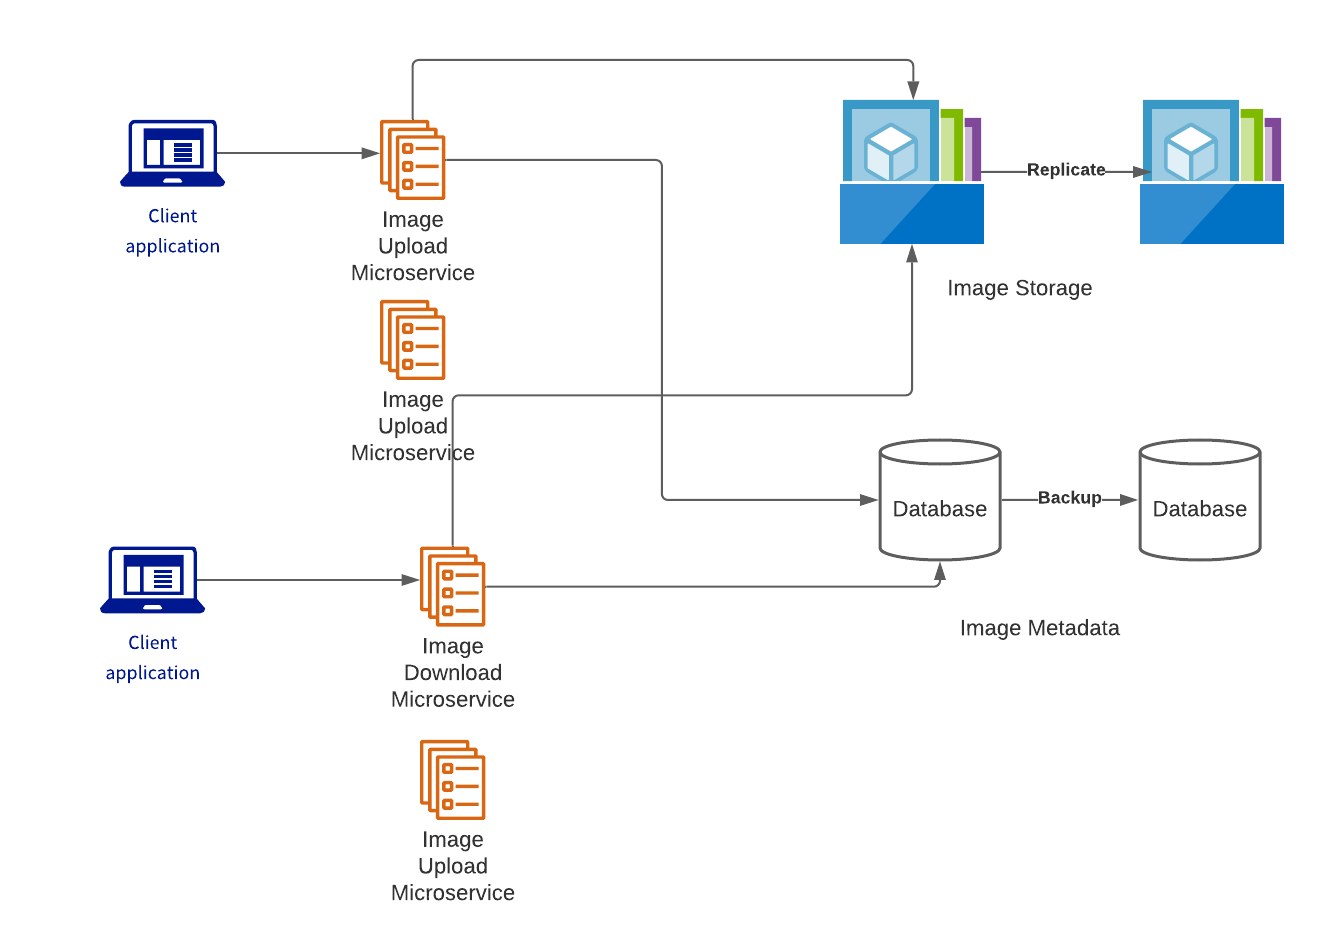 Client
application
Image
Upload
Microservice
Replicate
Image Storage
Image
Upload
Microservice
Database
Backup
Database
Image Metadata
Client
application
Image
Download
Microservice
Image
Upload
Microservice